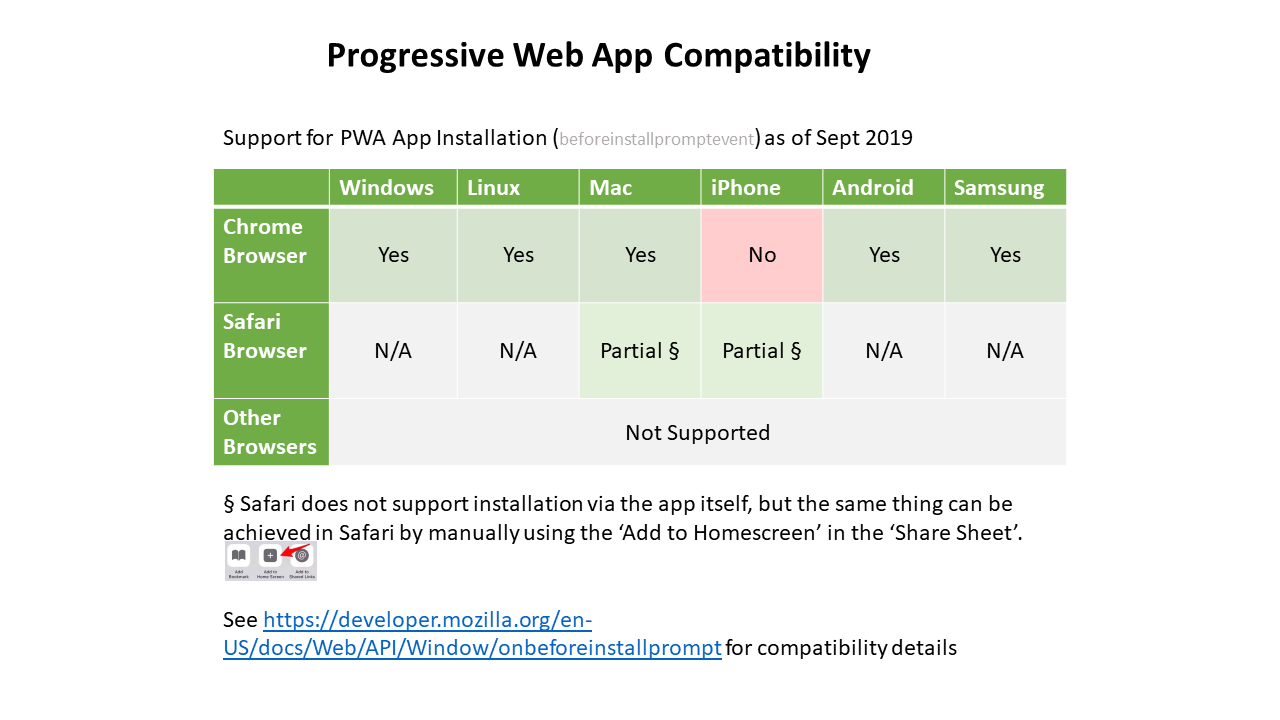 Progressive Web App Compatibility
Support for PWA App Installation (beforeinstallpromptevent) as of Sept 2019
Windows Linux Mac iPhone Android Samsung
Chrome
Browser
Yes Yes Yes No Yes Yes
Safari
Browser
N/A N/A Partial § Partial § N/A N/A
Other
Browsers
Not Supported
§ Safari does not support installation via the app itself, but the same thing can be
achieved in Safari by manually using the ‘Add to Homescreen’ in the ‘Share Sheet’.
Add Add to Add to
Bookmark Home Screen Shared Links
See https://developer.mozilla.org/en-
US/docs/Web/API/Window/onbeforeinstallprompt for compatibility details